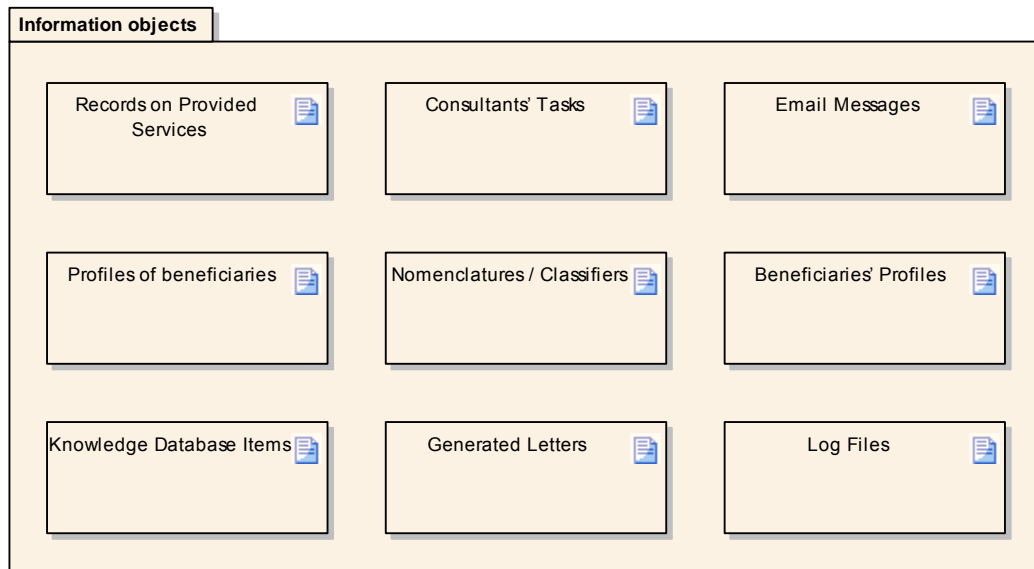 Information objects
Records on Provided
Services
Consultants’ Tasks
Email Messages
Profiles of beneficiaries
Nomenclatures / Classifiers
Beneficiaries’ Profiles
Knowledge Database Items
Generated Letters
Log Files